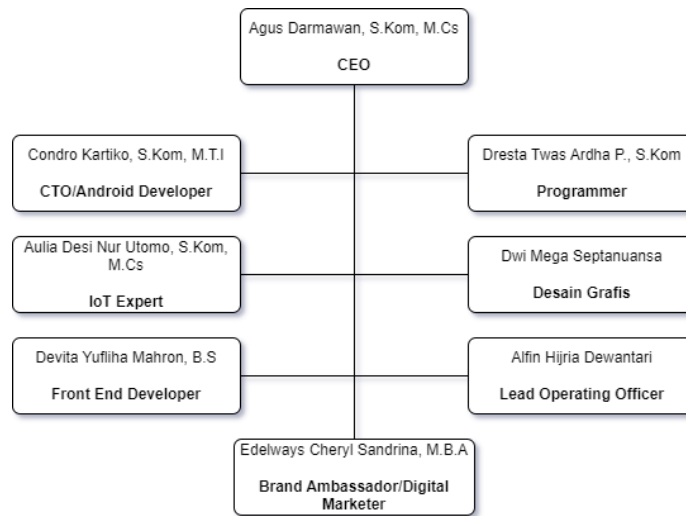 Agus Darmawan, S.Kom, M.Cs
CEO
Condro Kartiko, S.Kom, M.T.I
CTO/Android Developer
Dresta Twas Ardha P., S.Kom
Programmer
Aulia Desi Nur Utomo, S.Kom,
M.Cs
IoT Expert
Dwi Mega Septanuansa
Desain Grafis
Devita Yufliha Mahron, B.S
Front End Developer
Alfin Hijria Dewantari
Lead Operating Officer
Edelways Cheryl Sandrina, M.B.A
Brand Ambassador/Digital
Marketer